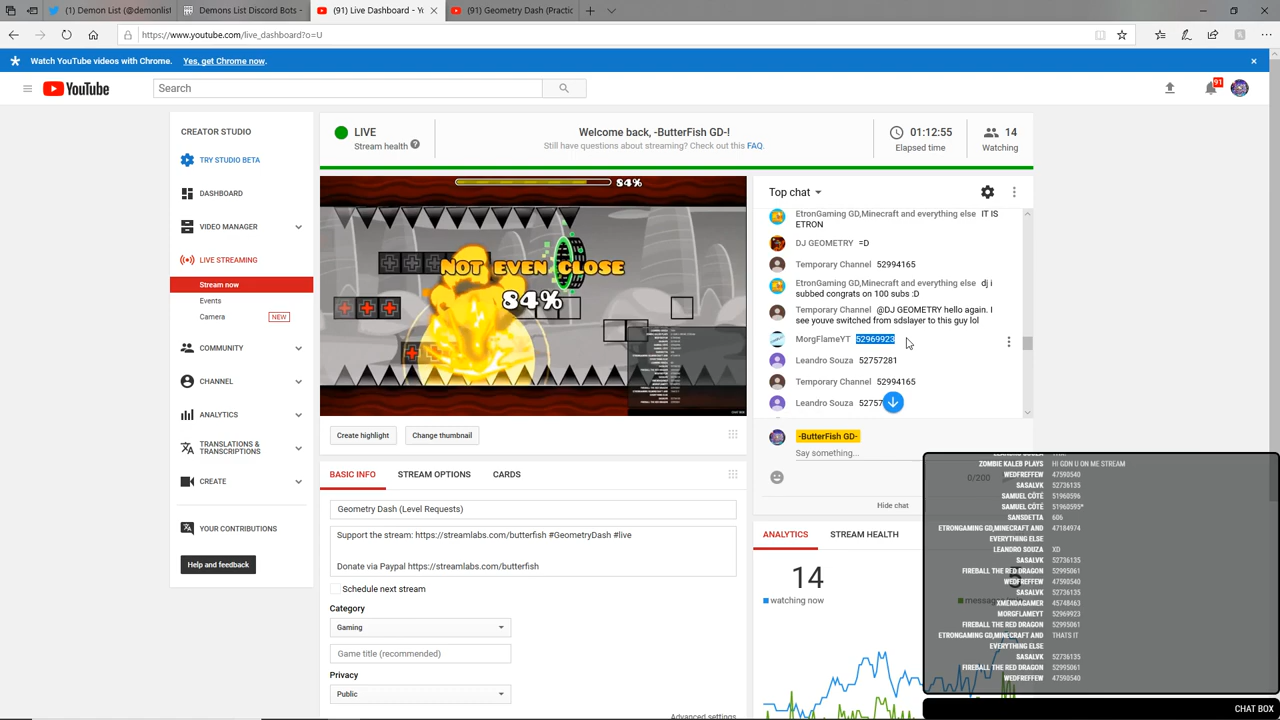 (1) Demon List (@demonlist
Demons List Discord Bots -
(91) Live Dashboard - Yo
(91) Geometry Dash (Practic
https://www.youtube.com/live_dashboard?o=U
Watch YouTube videos with Chrome. Yes, get Chrome now.
YouTube
Search
91
CREATOR STUDIO
TRY STUDIO BETA
DASHBOARD
VIDEO MANAGER
LIVE STREAMING
Stream now
Events
Camera
NEW
COMMUNITY
CHANNEL
ANALYTICS
TRANSLATIONS &
TRANSCRIPTIONS
CREATE
YOUR CONTRIBUTIONS
Help and feedback
LIVE
Stream health
Welcome back, -ButterFish GD-!
Still have questions about streaming? Check out this FAQ.
01:12:55
Elapsed time
14
Watching
84%
NOT EVEN CLOSE
84%
Create highlight
Change thumbnail
BASIC INFO
STREAM OPTIONS
CARDS
Geometry Dash (Level Requests)
Support the stream: https://streamlabs.com/butterfish #GeometryDash #live
Donate via Paypal https://streamlabs.com/butterfish
Schedule next stream
Category
Gaming
Game title (recommended)
Privacy
Public
Advanced settings
Top chat
EtronGaming GD,Minecraft and everything else IT IS
ETRON
DJ GEOMETRY =D
Temporary Channel 52994165
EtronGaming GD,Minecraft and everything else dj i
subbed congrats on 100 subs :D
Temporary Channel @DJ GEOMETRY hello again. I
see youve switched from sdslayer to this guy lol
MorgFlameYT 52969923
Leandro Souza 52757281
Temporary Channel 52994165
Leandro Souza 5275
-ButterFish GD-
Say something...
0/200
Hide chat
ANALYTICS
STREAM HEALTH
14
watching now
5
ZOMBIE KALEB PLAYS HI GDN U ON ME STREAM
WEDFREFFEW 47590540
SASALVK 52736135
SAMUEL CÔTÉ 51960596
SAMUEL CÔTÉ 51960595*
SANSDETTA 606
ETRONGAMING GD,MINECRAFT AND 47184974
EVERYTHING ELSE
LEANDRO SOUZA XD
SASALVK 52736135
FIREBALL THE RED DRAGON 52995061
WEDFREFFEW 47590540
SASALVK 52736135
XMENDAGAMER 45748463
MORGFLAMEYT 52969923
FIREBALL THE RED DRAGON 52995061
ETRONGAMING GD,MINECRAFT AND THATS IT
EVERYTHING ELSE
SASALVK 52736135
FIREBALL THE RED DRAGON 52995061
WEDFREFFEW 47590540
CHAT BOX